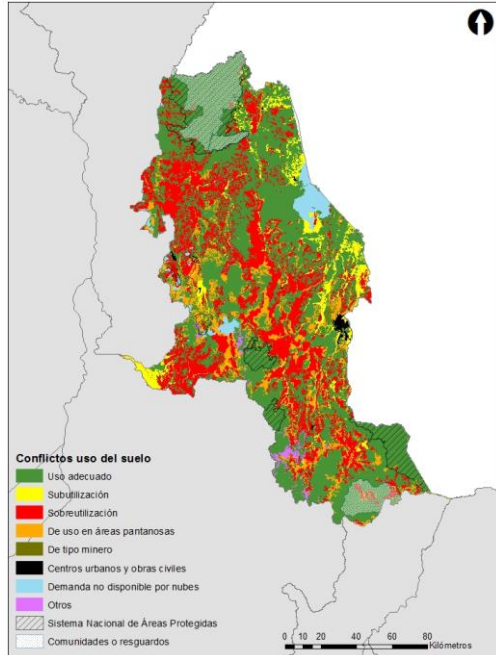 Conflictos uso del suelo
Uso adecuado
Subutilización
Sobreutilización
De uso en áreas pantanosas
De tipo minero
Centros urbanos y obras civiles
Demanda no disponible por nubes
Otros
Sistema Nacional de Áreas Protegidas
Comunidades o resguardos
0 10 20 40 60 80
Kilómetros